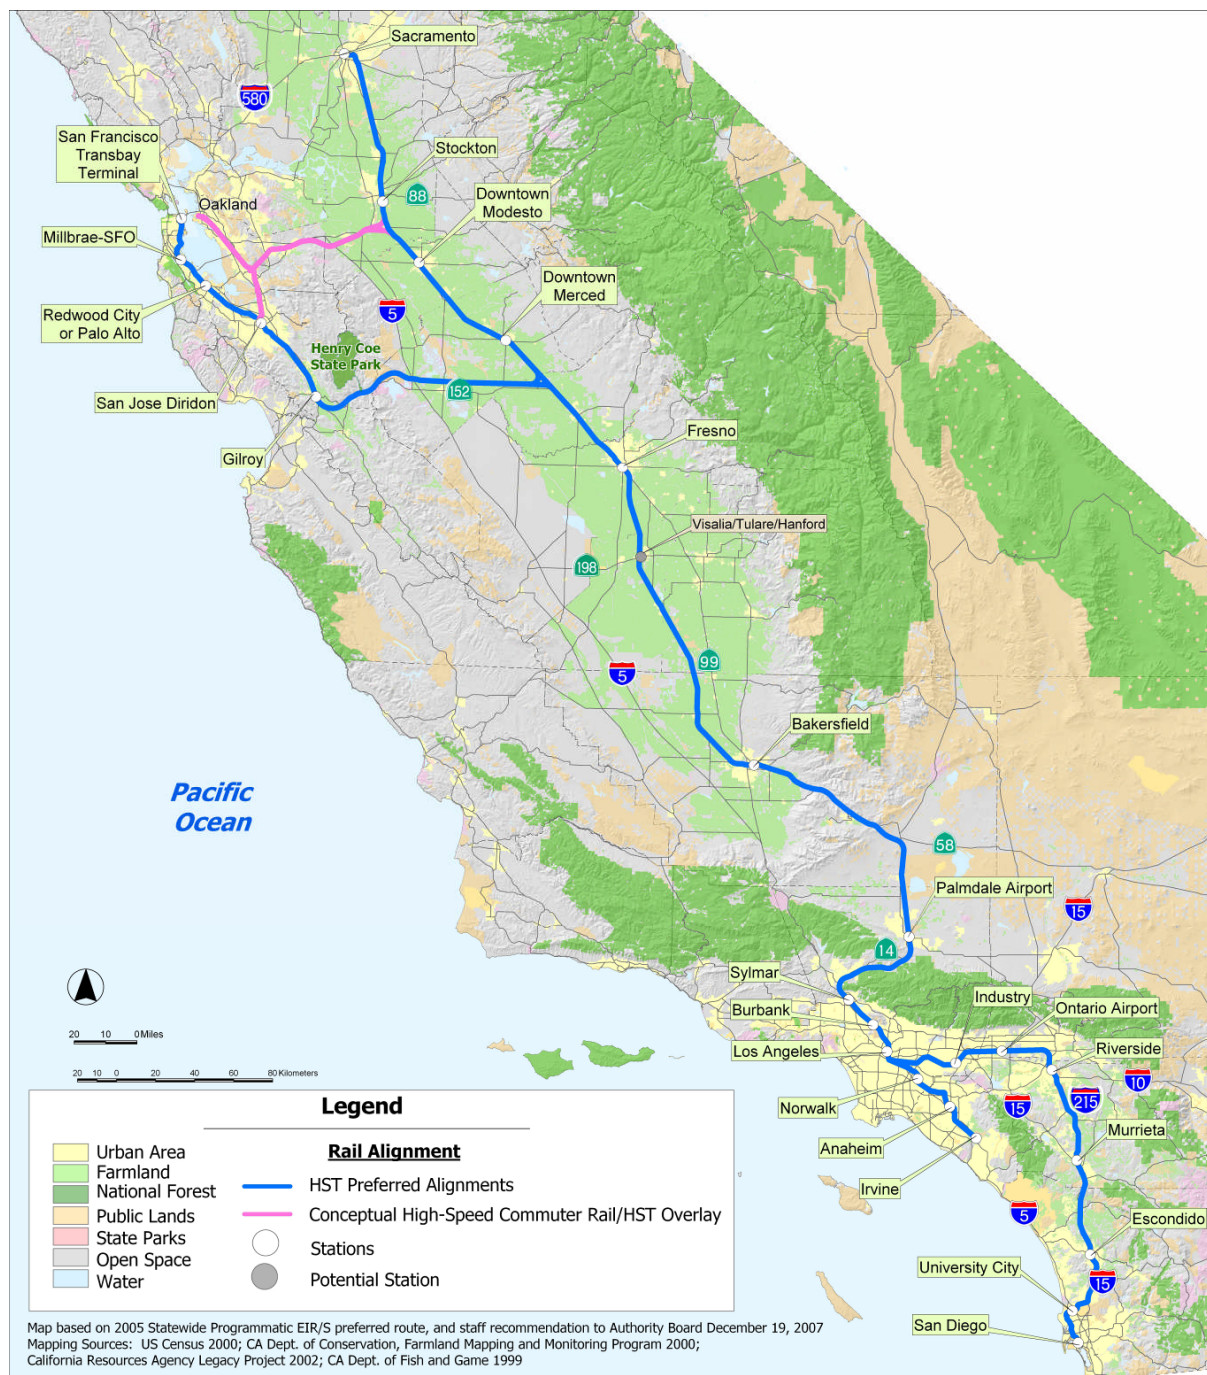 Sacramento
580
San Francisco
Transbay
Terminal
Stockton
88
Downtown
Modesto
Oakland
Millbrae-SFO
Downtown
Merced
Redwood City
or Palo Alto
5
Henry Coe
State Park
152
San Jose Diridon
Fresno
Gilroy
Visalia/Tulare/Hanford
198
99
5
Bakersfield
Pacific
Ocean
58
Palmdale Airport
15
14
Sylmar
Industry
Burbank
Ontario Airport
Los Angeles
Riverside
10
Norwalk
15
215
Murrieta
Anaheim
Irvine
5
Escondido
University City
15
San Diego
20 10 0 Miles
20 10 0 20 40 60 80 Kilometers
Legend
Urban Area
Farmland
National Forest
Public Lands
State Parks
Open Space
Water
Rail Alignment
HST Preferred Alignments
Conceptual High-Speed Commuter Rail/HST Overlay
Stations
Potential Station
Map based on 2005 Statewide Programmatic EIR/S preferred route, and staff recommendation to Authority Board December 19, 2007
Mapping Sources: US Census 2000; CA Dept. of Conservation, Farmland Mapping and Monitoring Program 2000;
California Resources Agency Legacy Project 2002; CA Dept. of Fish and Game 1999